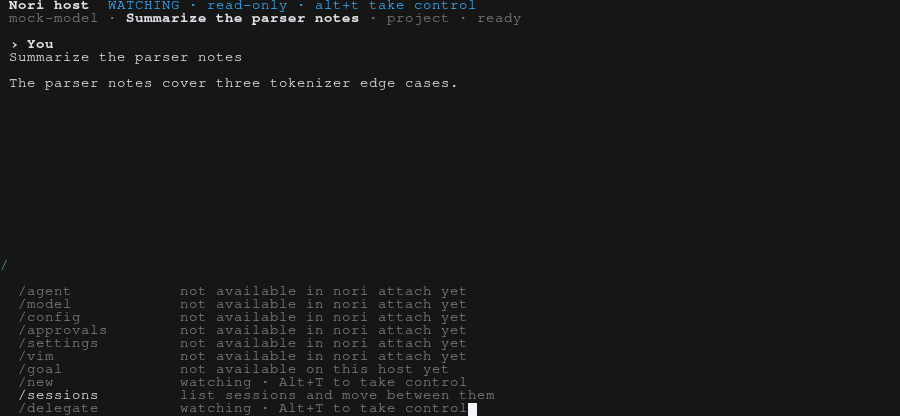 Nori host  WATCHING · read-only · alt+t take control
mock-model · Summarize the parser notes · project · ready
› You
Summarize the parser notes
The parser notes cover three tokenizer edge cases.
/
/agent            not available in nori attach yet
/model            not available in nori attach yet
/config           not available in nori attach yet
/approvals        not available in nori attach yet
/settings         not available in nori attach yet
/vim              not available in nori attach yet
/goal             not available on this host yet
/new              watching · Alt+T to take control
/sessions         list sessions and move between them
/delegate         watching · Alt+T to take control